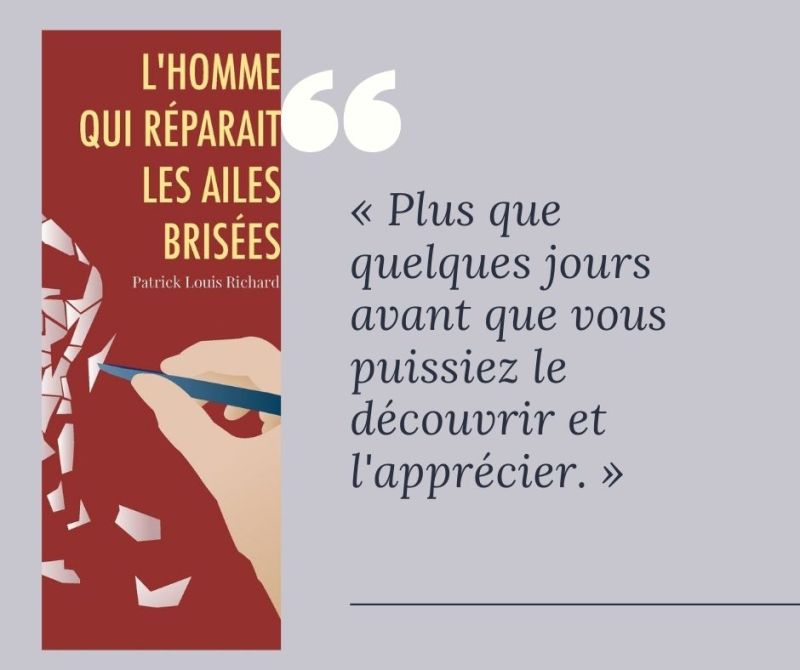 L'HOMME
QUI RÉPARAIT
LES AILES
BRISÉES
Patrick Louis Richard
“
« Plus que
quelques jours
avant que vous
puissiez le
découvrir et
l'apprécier. »